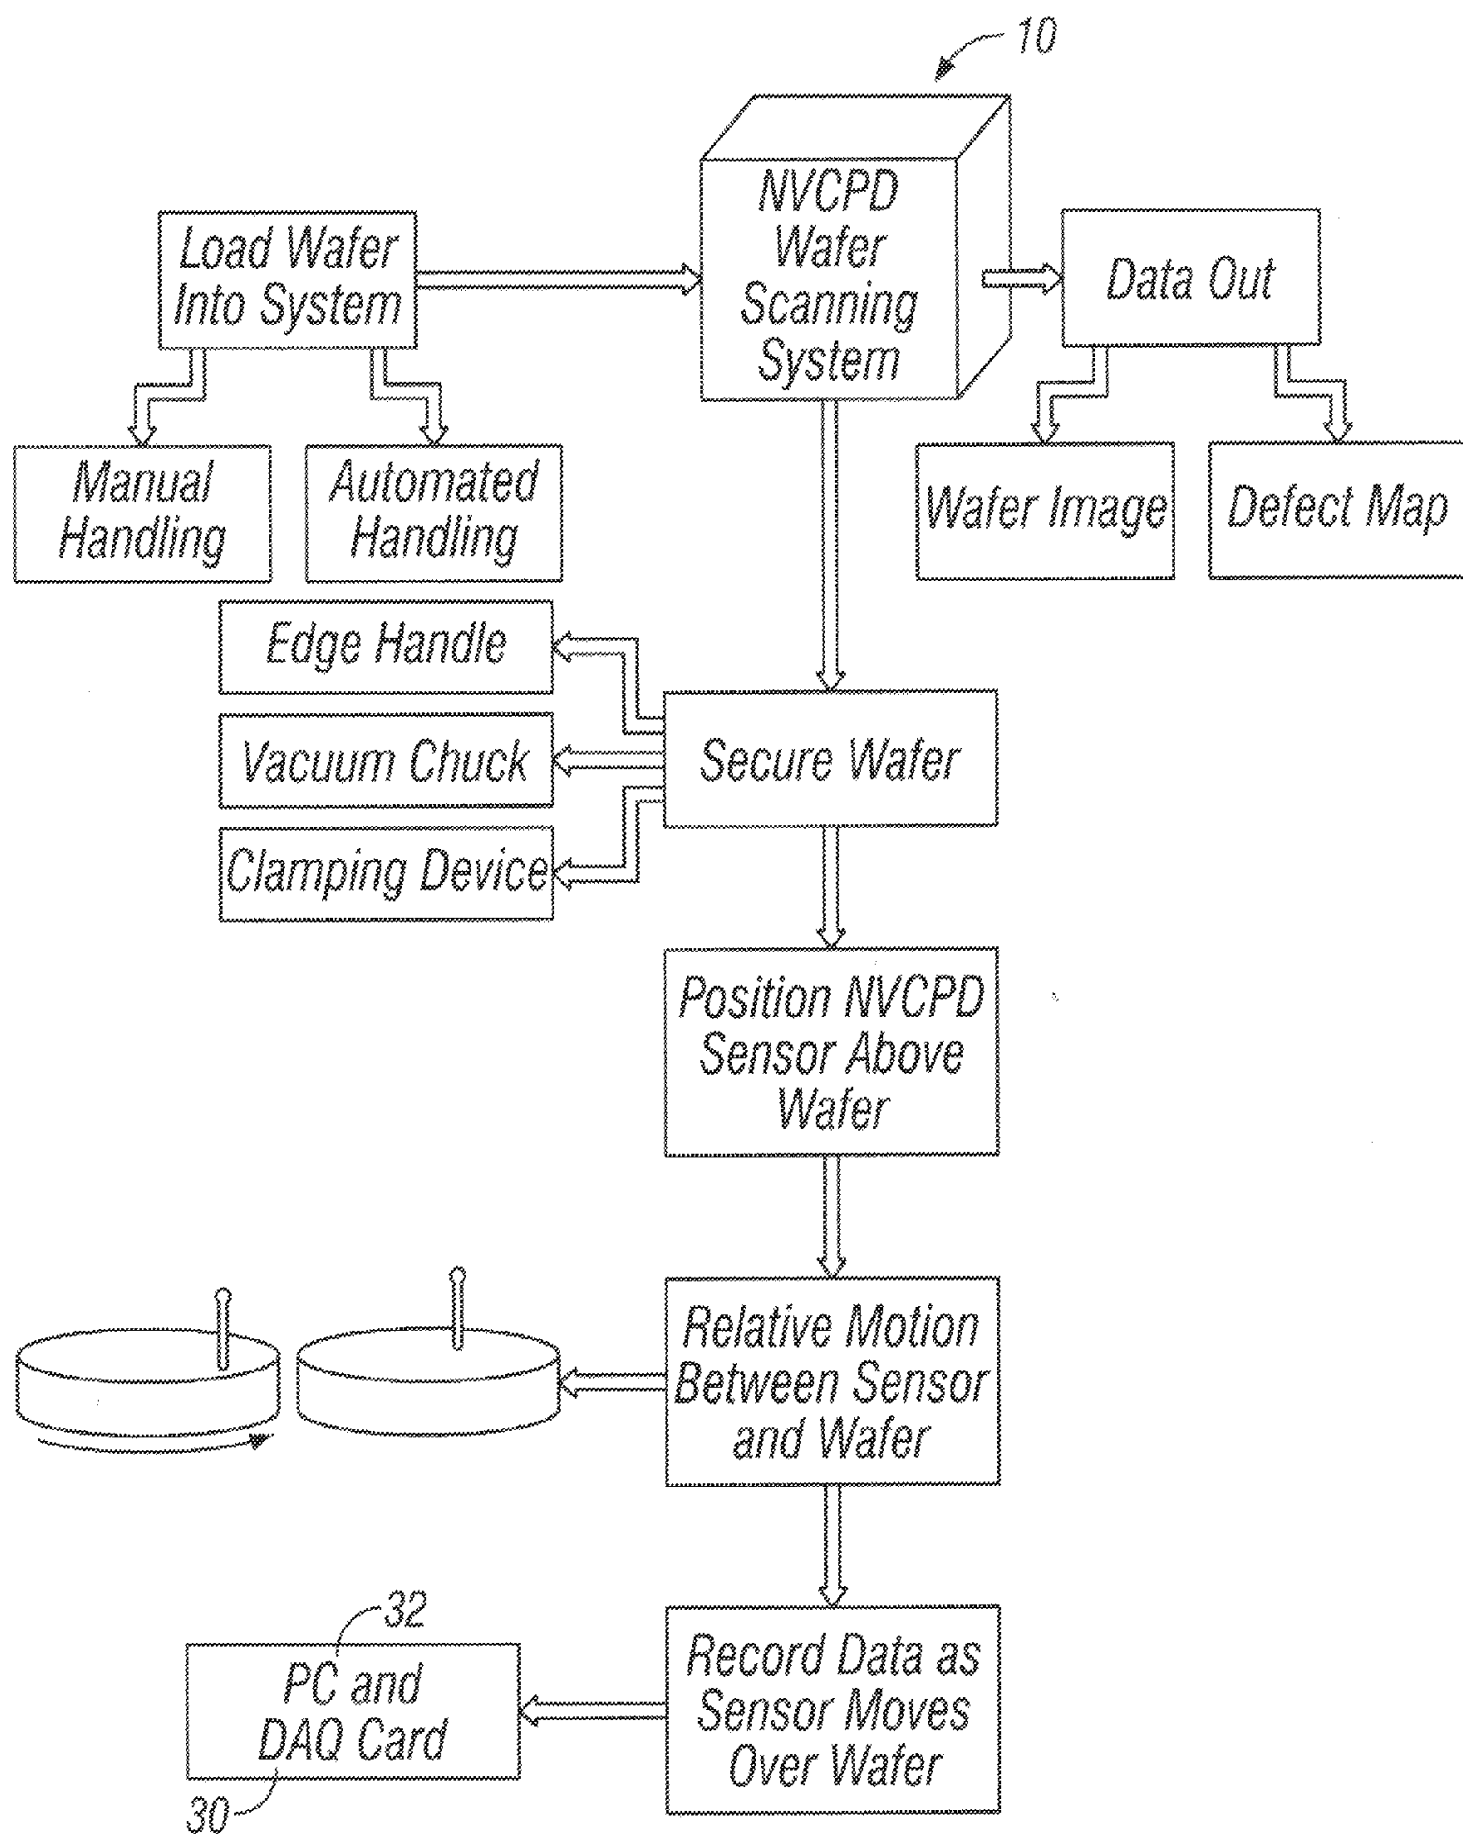 10
NVCPD
Wafer
Scanning
System
Load Wafer
Into System
Data Out
Manual
Handling
Automated
Handling
Wafer Image
Defect Map
Edge Handle
Vacuum Chuck
Clamping Device
Secure Wafer
Position NVCPD
Sensor Above
Wafer
Relative Motion
Between Sensor
and Wafer
32
PC and
DAQ Card
30
Record Data as
Sensor Moves
Over Wafer